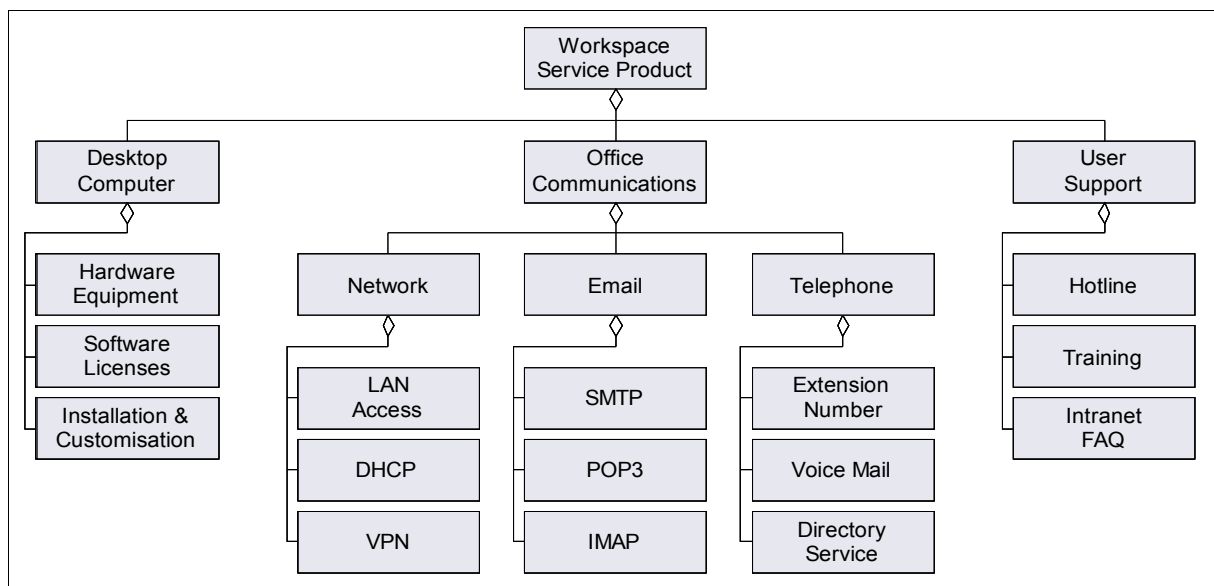 Workspace
Service Product
Desktop
Computer
Office
Communications
User
Support
Hardware
Equipment
Software
Licenses
Installation &
Customisation
Network
LAN
Access
DHCP
VPN
Email
SMTP
POP3
IMAP
Telephone
Extension
Number
Voice Mail
Directory
Service
Hotline
Training
Intranet
FAQ